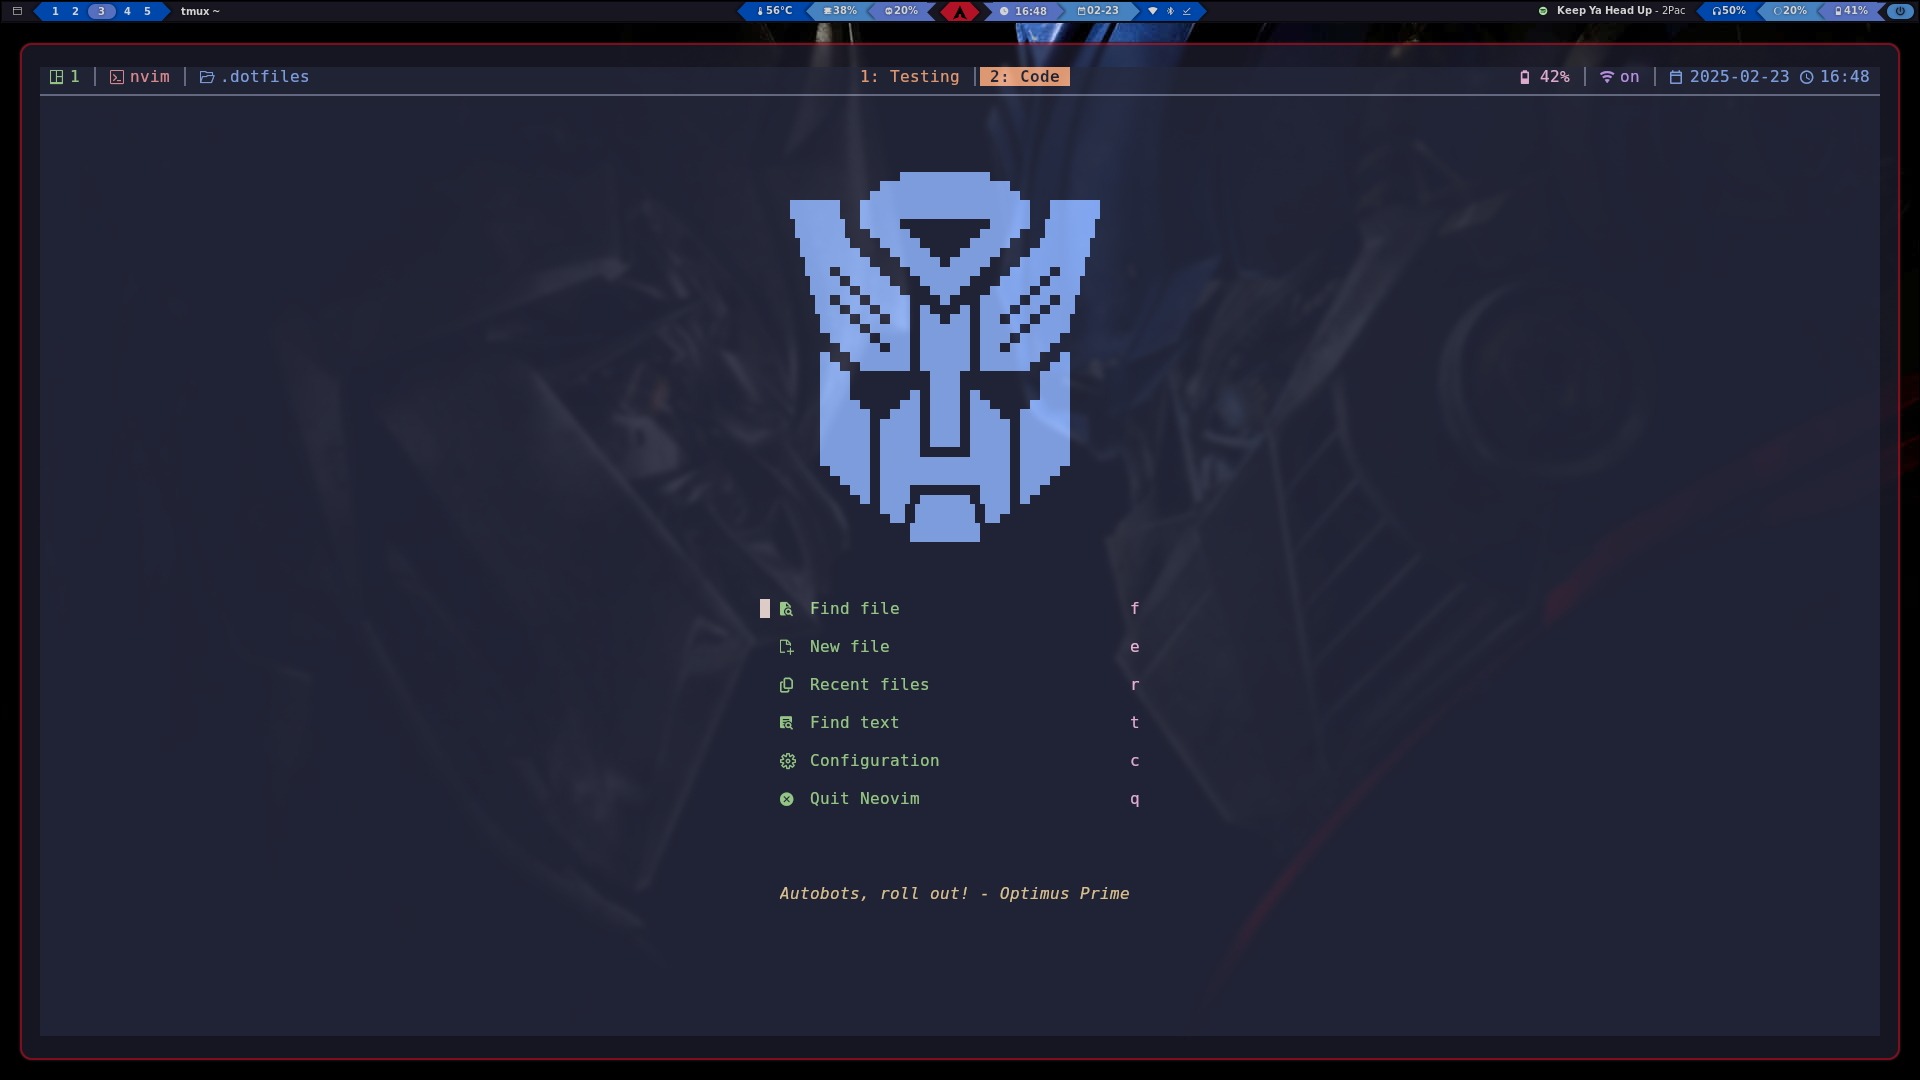 1 2 3 4 5 tmux ~ 56°C 38% 20% 16:48 02-23 Keep Ya Head Up - 2Pac 50% 20% 41%
1 | nvim | .dotfiles 1: Testing | 2: Code 42% | on | 2025-02-23 16:48
Find file f
New file e
Recent files r
Find text t
Configuration c
Quit Neovim q
Autobots, roll out! - Optimus Prime